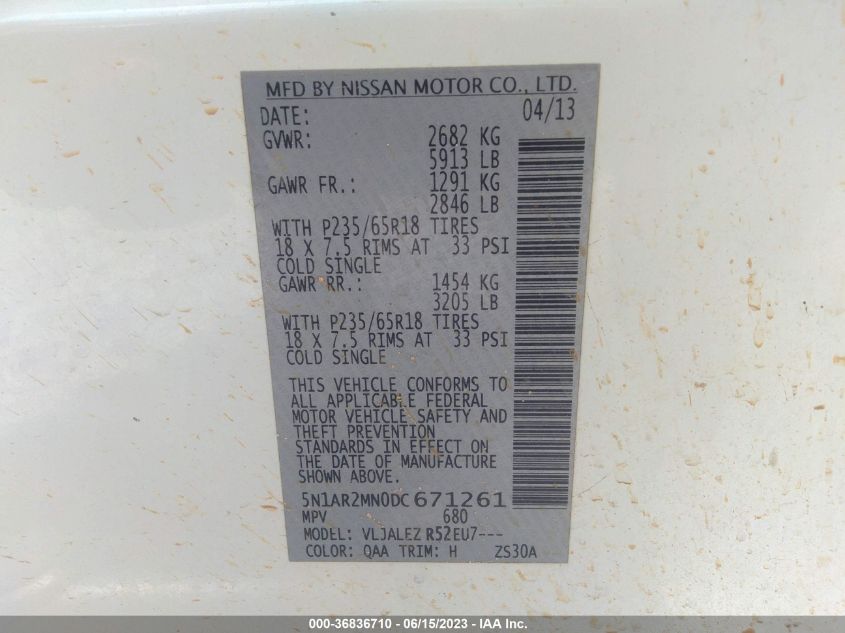 MFD BY NISSAN MOTOR CO., LTD.
DATE: 04/13
GVWR: 2682 KG
5913 LB
GAWR FR.: 1291 KG
2846 LB
WITH P235/65R18 TIRES
18 X 7.5 RIMS AT 33 PSI
COLD SINGLE
GAWR RR.: 1454 KG
3205 LB
WITH P235/65R18 TIRES
18 X 7.5 RIMS AT 33 PSI
COLD SINGLE
THIS VEHICLE CONFORMS TO
ALL APPLICABLE FEDERAL
MOTOR VEHICLE SAFETY AND
THEFT PREVENTION
STANDARDS IN EFFECT ON
THE DATE OF MANUFACTURE
SHOWN ABOVE.
5N1AR2MN0DC671261
MPV 680
MODEL: VLJALEZ R52EU7---
COLOR: QAA TRIM: H ZS30A
000-36836710 - 06/15/2023 - IAA Inc.